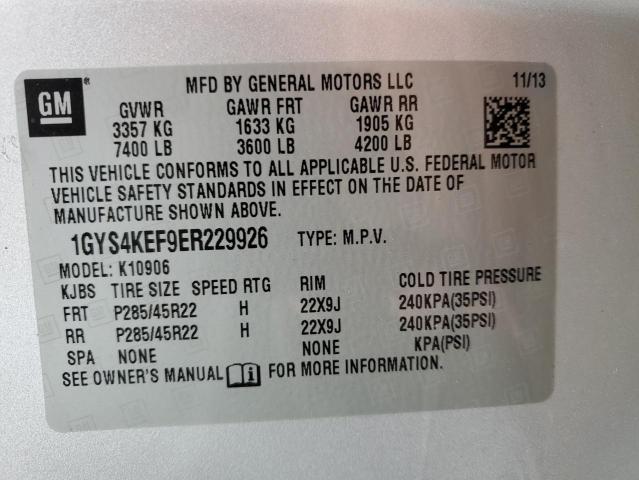 GM ® MFD BY GENERAL MOTORS LLC 11/13
GVWR GAWR FRT GAWR RR
3357 KG 1633 KG 1905 KG
7400 LB 3600 LB 4200 LB
THIS VEHICLE CONFORMS TO ALL APPLICABLE U.S. FEDERAL MOTOR
VEHICLE SAFETY STANDARDS IN EFFECT ON THE DATE OF
MANUFACTURE SHOWN ABOVE.
1GYS4KEF9ER229926 TYPE: M.P.V.
MODEL: K10906
KJBS TIRE SIZE SPEED RTG RIM COLD TIRE PRESSURE
FRT P285/45R22 H 22X9J 240KPA(35PSI)
RR P285/45R22 H 22X9J 240KPA(35PSI)
SPA NONE NONE KPA(PSI)
SEE OWNER'S MANUAL i FOR MORE INFORMATION.